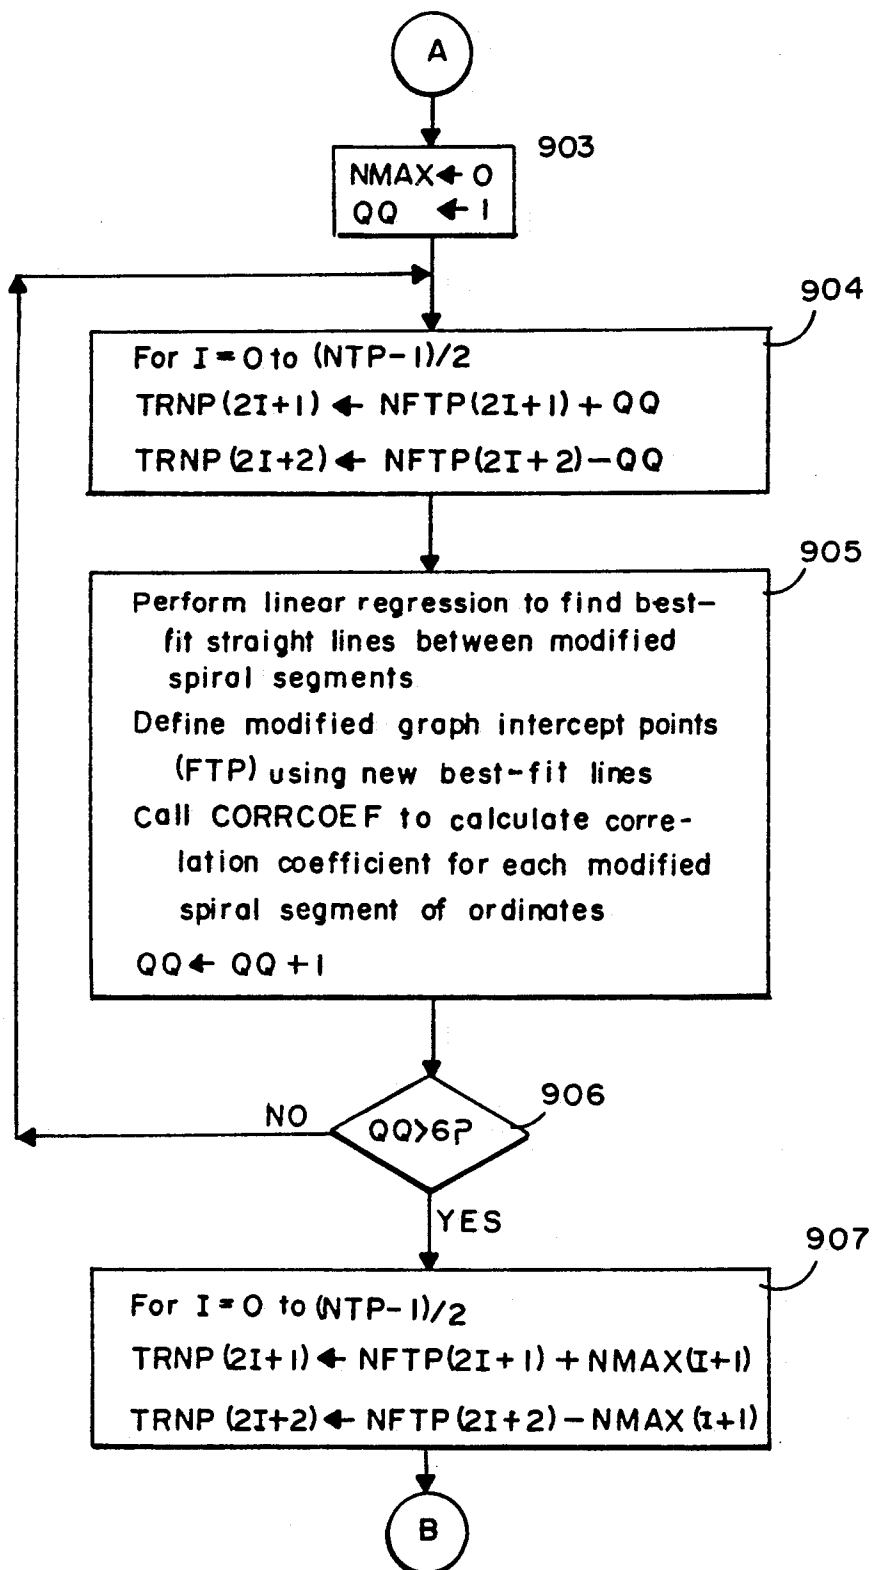 A
903
NMAX ← 0
QQ ← 1
904
For I = 0 to (NTP-1)/2
TRNP (2I+1) ← NFTP (2I+1) + QQ
TRNP (2I+2) ← NFTP (2I+2) - QQ
905
Perform linear regression to find best-
fit straight lines between modified
spiral segments
Define modified graph intercept points
(FTP) using new best-fit lines
Call CORRCOEF to calculate corre-
lation coefficient for each modified
spiral segment of ordinates
QQ ← QQ + 1
906
NO
QQ>6?
YES
907
For I = 0 to (NTP-1)/2
TRNP (2I+1) ← NFTP (2I+1) + NMAX (I+1)
TRNP (2I+2) ← NFTP (2I+2) - NMAX (I+1)
B